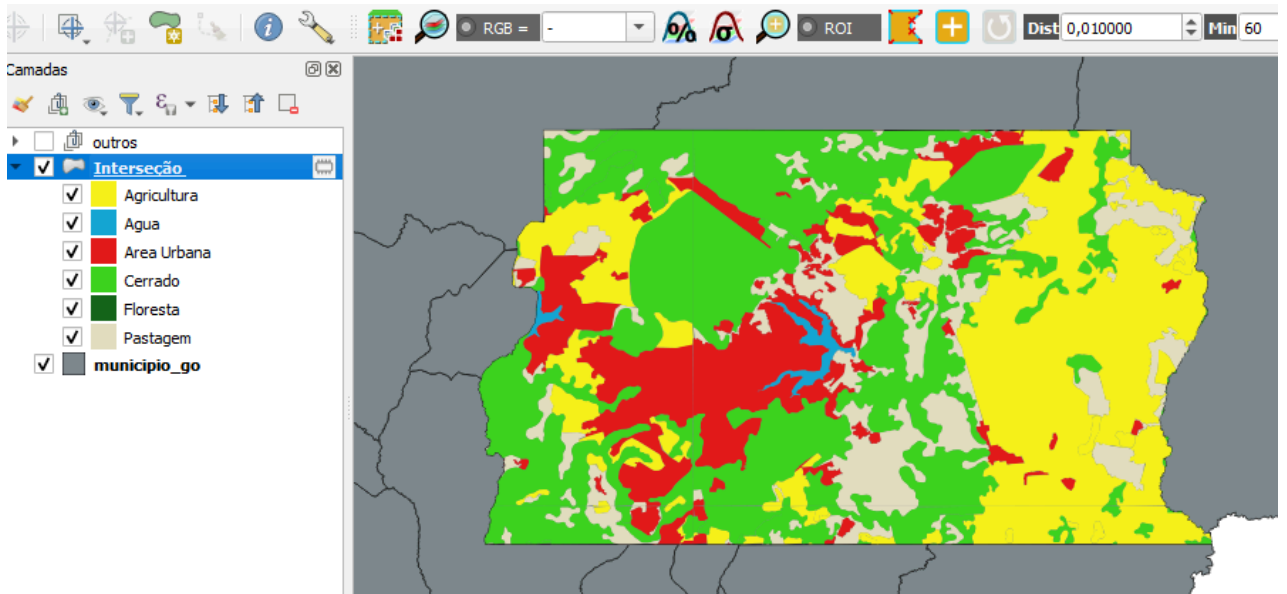 RGB = - ROI Dist 0,010000 Min 60
Camadas
outros
Interseção
Agricultura
Agua
Area Urbana
Cerrado
Floresta
Pastagem
municipio_go